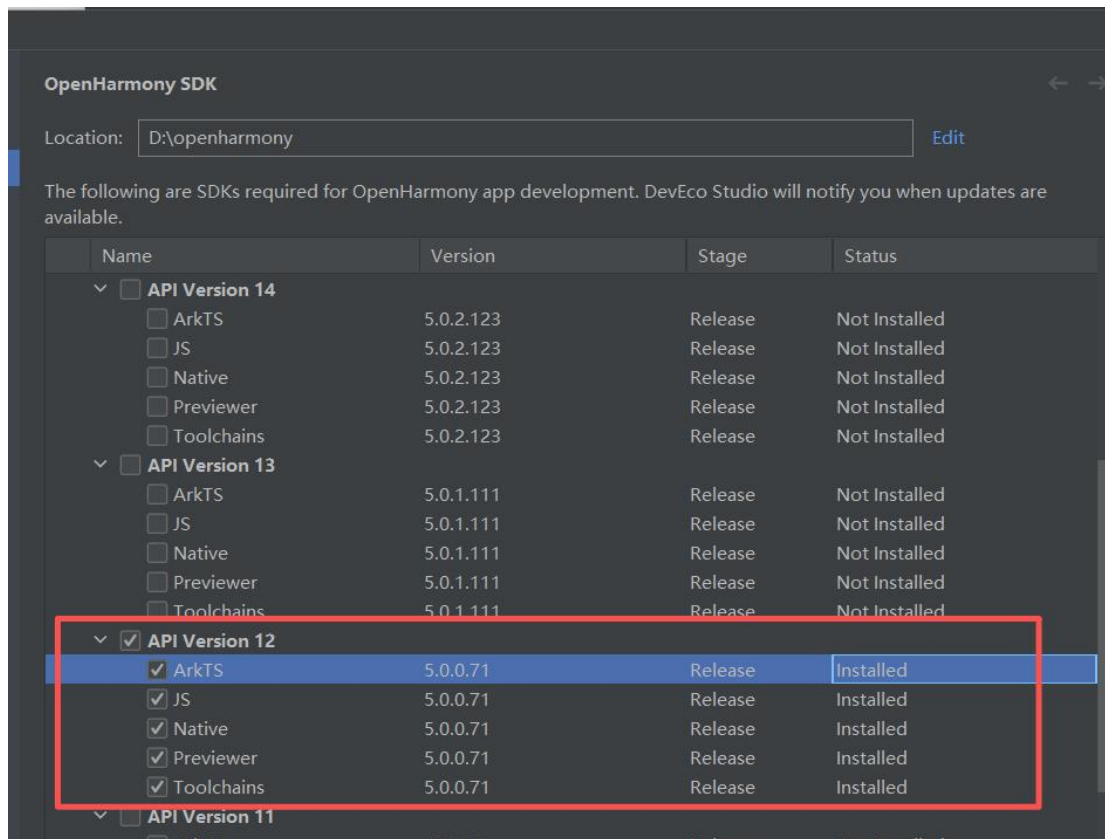 OpenHarmony SDK
Location: D:\openharmony Edit
The following are SDKs required for OpenHarmony app development. DevEco Studio will notify you when updates are
available.
Name Version Stage Status
API Version 14
ArkTS 5.0.2.123 Release Not Installed
JS 5.0.2.123 Release Not Installed
Native 5.0.2.123 Release Not Installed
Previewer 5.0.2.123 Release Not Installed
Toolchains 5.0.2.123 Release Not Installed
API Version 13
ArkTS 5.0.1.111 Release Not Installed
JS 5.0.1.111 Release Not Installed
Native 5.0.1.111 Release Not Installed
Previewer 5.0.1.111 Release Not Installed
Toolchains 5.0.1.111 Release Not Installed
API Version 12
ArkTS 5.0.0.71 Release Installed
JS 5.0.0.71 Release Installed
Native 5.0.0.71 Release Installed
Previewer 5.0.0.71 Release Installed
Toolchains 5.0.0.71 Release Installed
API Version 11